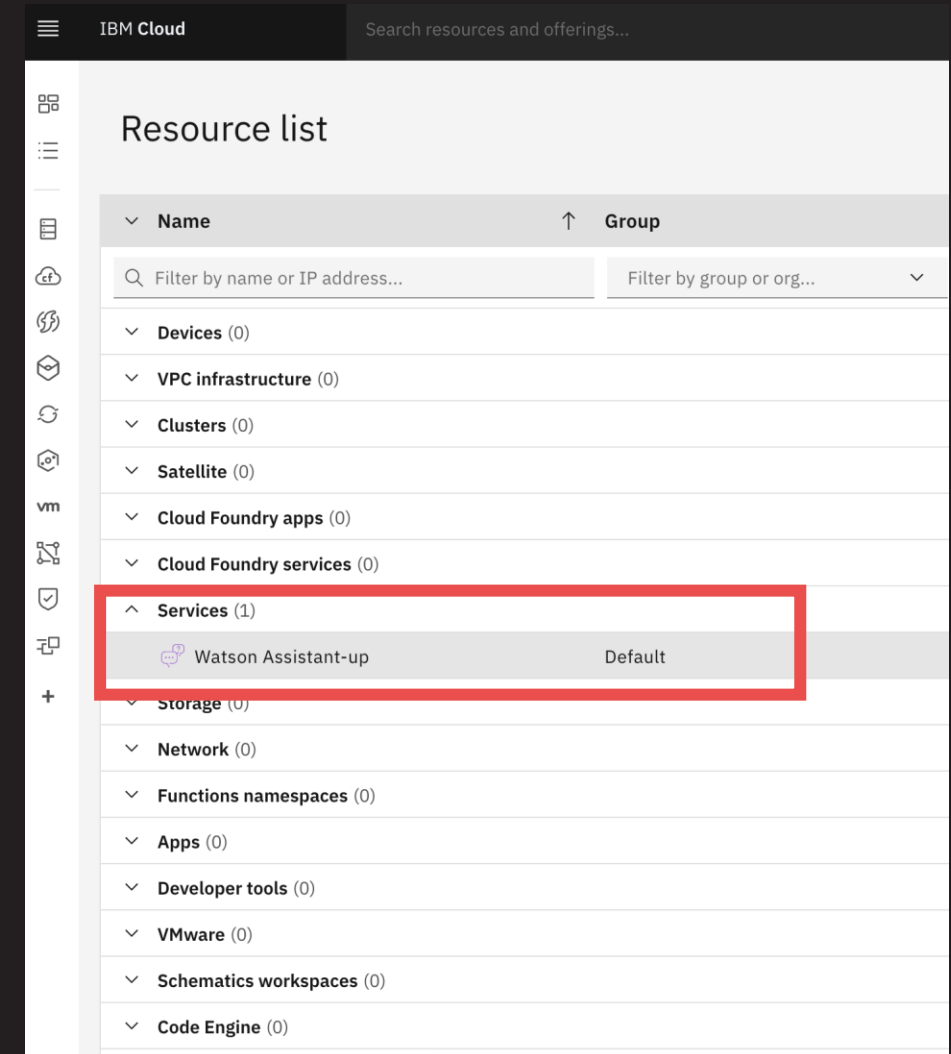 IBM Cloud
Search resources and offerings...
Resource list
Name
Group
Filter by name or IP address...
Filter by group or org...
Devices (0)
VPC infrastructure (0)
Clusters (0)
Satellite (0)
Cloud Foundry apps (0)
Cloud Foundry services (0)
Services (1)
Watson Assistant-up
Default
Storage (0)
Network (0)
Functions namespaces (0)
Apps (0)
Developer tools (0)
VMware (0)
Schematics workspaces (0)
Code Engine (0)
cf
vm